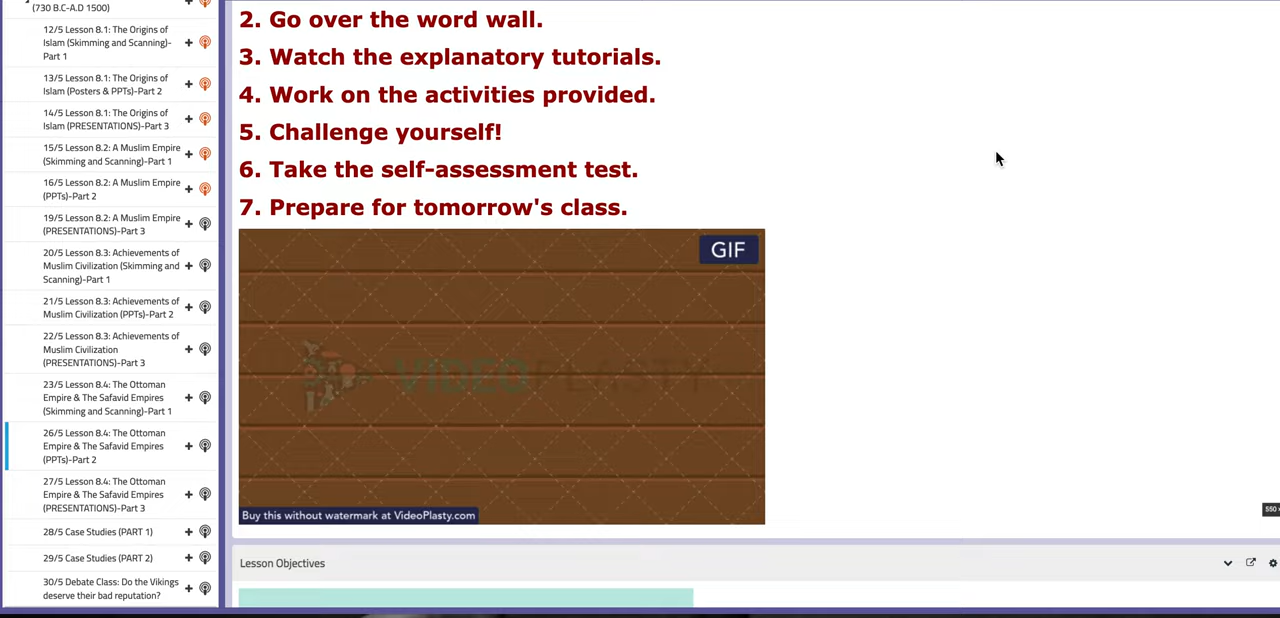 (730 B.C-A.D 1500)
12/5 Lesson 8.1: The Origins of
Islam (Skimming and Scanning)-
Part 1
13/5 Lesson 8.1: The Origins of
Islam (Posters & PPTs)-Part 2
14/5 Lesson 8.1: The Origins of
Islam (PRESENTATIONS)-Part 3
15/5 Lesson 8.2: A Muslim Empire
(Skimming and Scanning)-Part 1
16/5 Lesson 8.2: A Muslim Empire
(PPTs)-Part 2
19/5 Lesson 8.2: A Muslim Empire
(PRESENTATIONS)-Part 3
20/5 Lesson 8.3: Achievements of
Muslim Civilization (Skimming and
Scanning)-Part 1
21/5 Lesson 8.3: Achievements of
Muslim Civilization (PPTs)-Part 2
22/5 Lesson 8.3: Achievements of
Muslim Civilization
(PRESENTATIONS)-Part 3
23/5 Lesson 8.4: The Ottoman
Empire & The Safavid Empires
(Skimming and Scanning)-Part 1
26/5 Lesson 8.4: The Ottoman
Empire & The Safavid Empires
(PPTs)-Part 2
27/5 Lesson 8.4: The Ottoman
Empire & The Safavid Empires
(PRESENTATIONS)-Part 3
28/5 Case Studies (PART 1)
29/5 Case Studies (PART 2)
30/5 Debate Class: Do the Vikings
deserve their bad reputation?
2. Go over the word wall.
3. Watch the explanatory tutorials.
4. Work on the activities provided.
5. Challenge yourself!
6. Take the self-assessment test.
7. Prepare for tomorrow's class.
GIF
VIDEOPLASTY
Buy this without watermark at VideoPlasty.com
550
Lesson Objectives